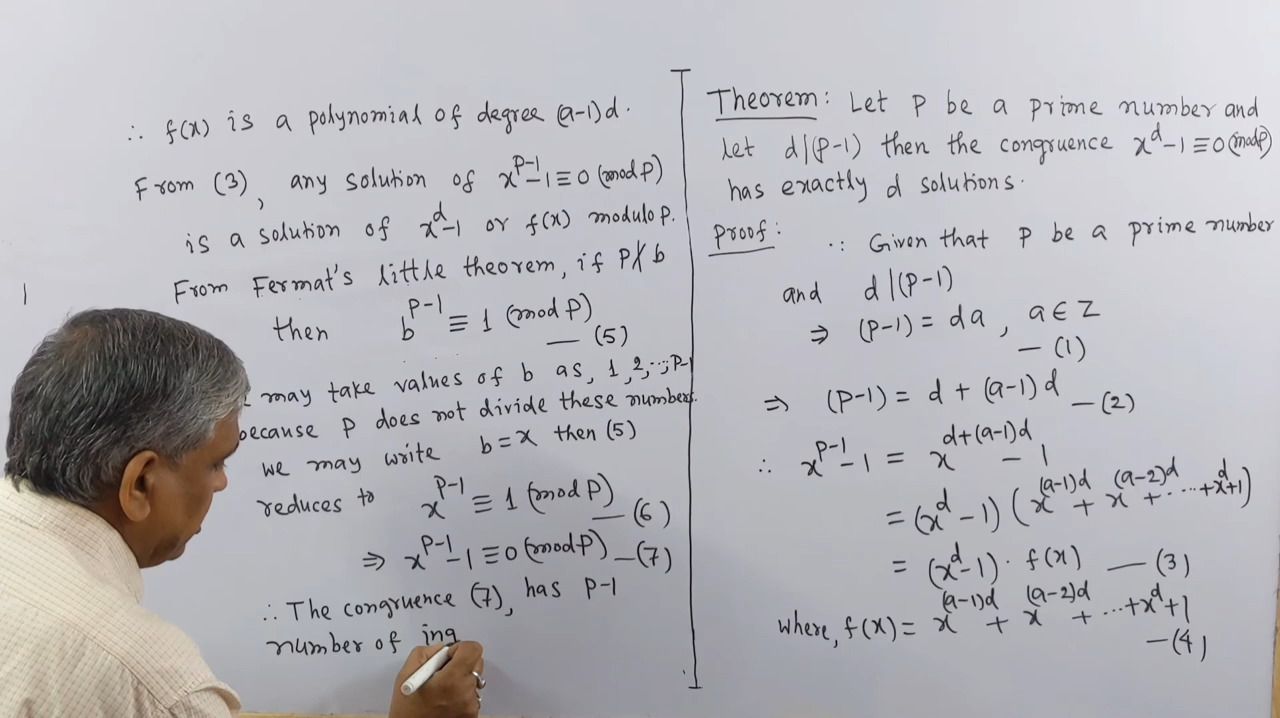 ∴ f(x) is a polynomial of degree (a-1)d.
From (3), any solution of x^{p-1}-1≡0 (mod p)
is a solution of x^d-1 or f(x) modulo p.
From Fermat's little theorem, if p∤b
then b^{p-1} ≡ 1 (mod p)
— (5)
may take values of b as, 1, 2, ..., p-1
because p does not divide these numbers
we may write b=x then (5)
reduces to x^{p-1} ≡ 1 (mod p)
— (6)
⇒ x^{p-1}-1 ≡0 (mod p) —(7)
∴ The congruence (7), has p-1
number of ing
Theorem: Let p be a prime number and
let d|(p-1) then the congruence x^d-1≡0(mod p)
has exactly d solutions.
Proof: ∵ Given that p be a prime number
and d|(p-1)
⇒ (p-1) = da, a∈Z
— (1)
⇒ (p-1) = d + (a-1)d —(2)
∴ x^{p-1}-1 = x^{d+(a-1)d} - 1
= (x^d-1) (x^{(a-1)d} + x^{(a-2)d} + ... +x^d+1)
= (x^d-1) · f(x) — (3)
where, f(x) = x^{(a-1)d} + x^{(a-2)d} + ...+x^d+1
—(4)